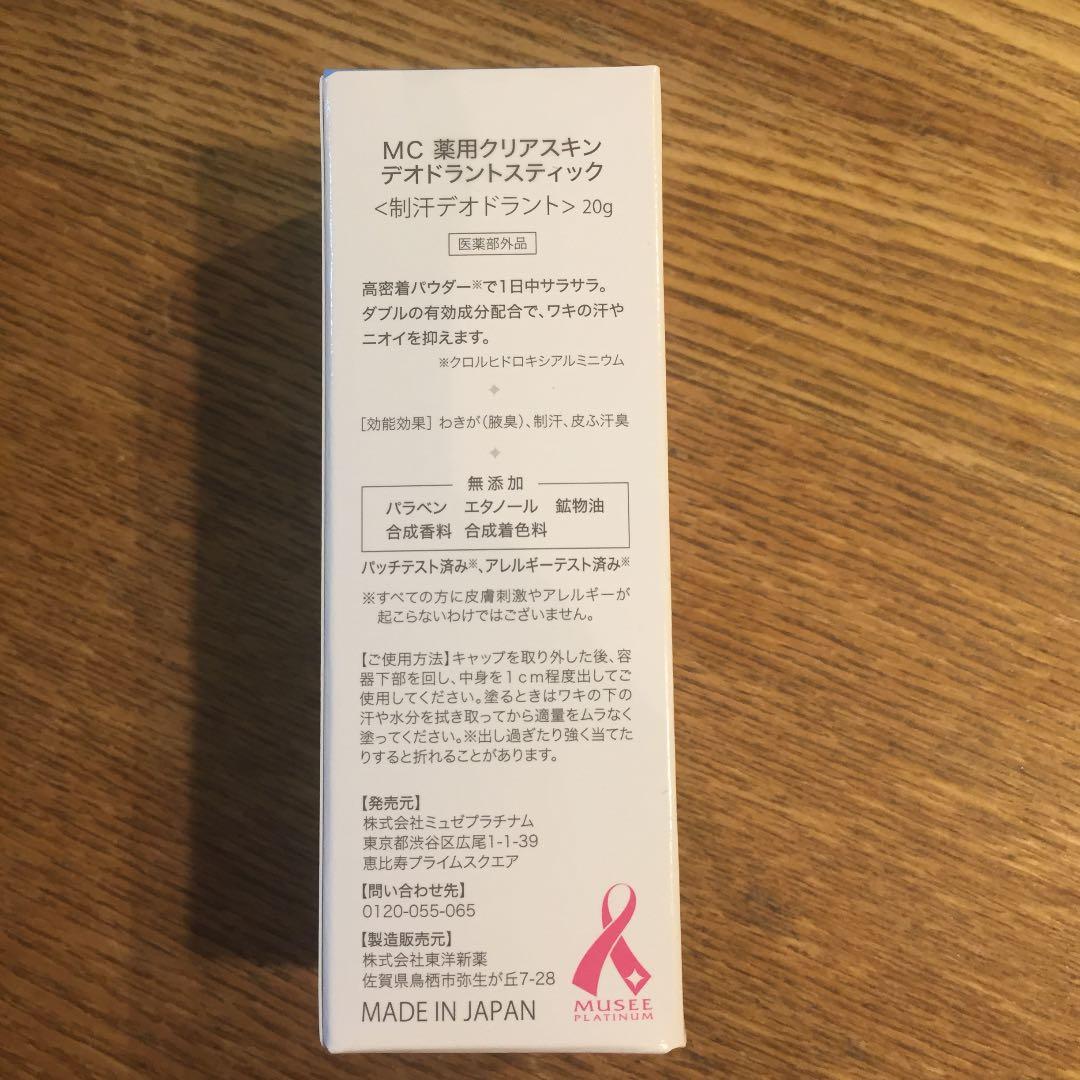 MC 薬用クリアスキン
デオドラントスティック
<制汗デオドラント> 20g
医薬部外品
高密着パウダー※で1日中サラサラ。
ダブルの有効成分配合で、ワキの汗や
ニオイを抑えます。
※クロルヒドロキシアルミニウム
[効能効果] わきが(腋臭)、制汗、皮ふ汗臭
無添加
パラベン エタノール 鉱物油
合成香料 合成着色料
パッチテスト済み※、アレルギーテスト済み※
※すべての方に皮膚刺激やアレルギーが
起こらないわけではございません。
【ご使用方法】キャップを取り外した後、容
器下部を回し、中身を1cm程度出してご
使用してください。塗るときはワキの下の
汗や水分を拭き取ってから適量をムラなく
塗ってください。※出し過ぎたり強く当てた
りすると折れることがあります。
【発売元】
株式会社ミュゼプラチナム
東京都渋谷区広尾1-1-39
恵比寿プライムスクエア
【問い合わせ先】
0120-055-065
【製造販売元】
株式会社東洋新薬
佐賀県鳥栖市弥生が丘7-28
MADE IN JAPAN
MUSEE
PLATINUM